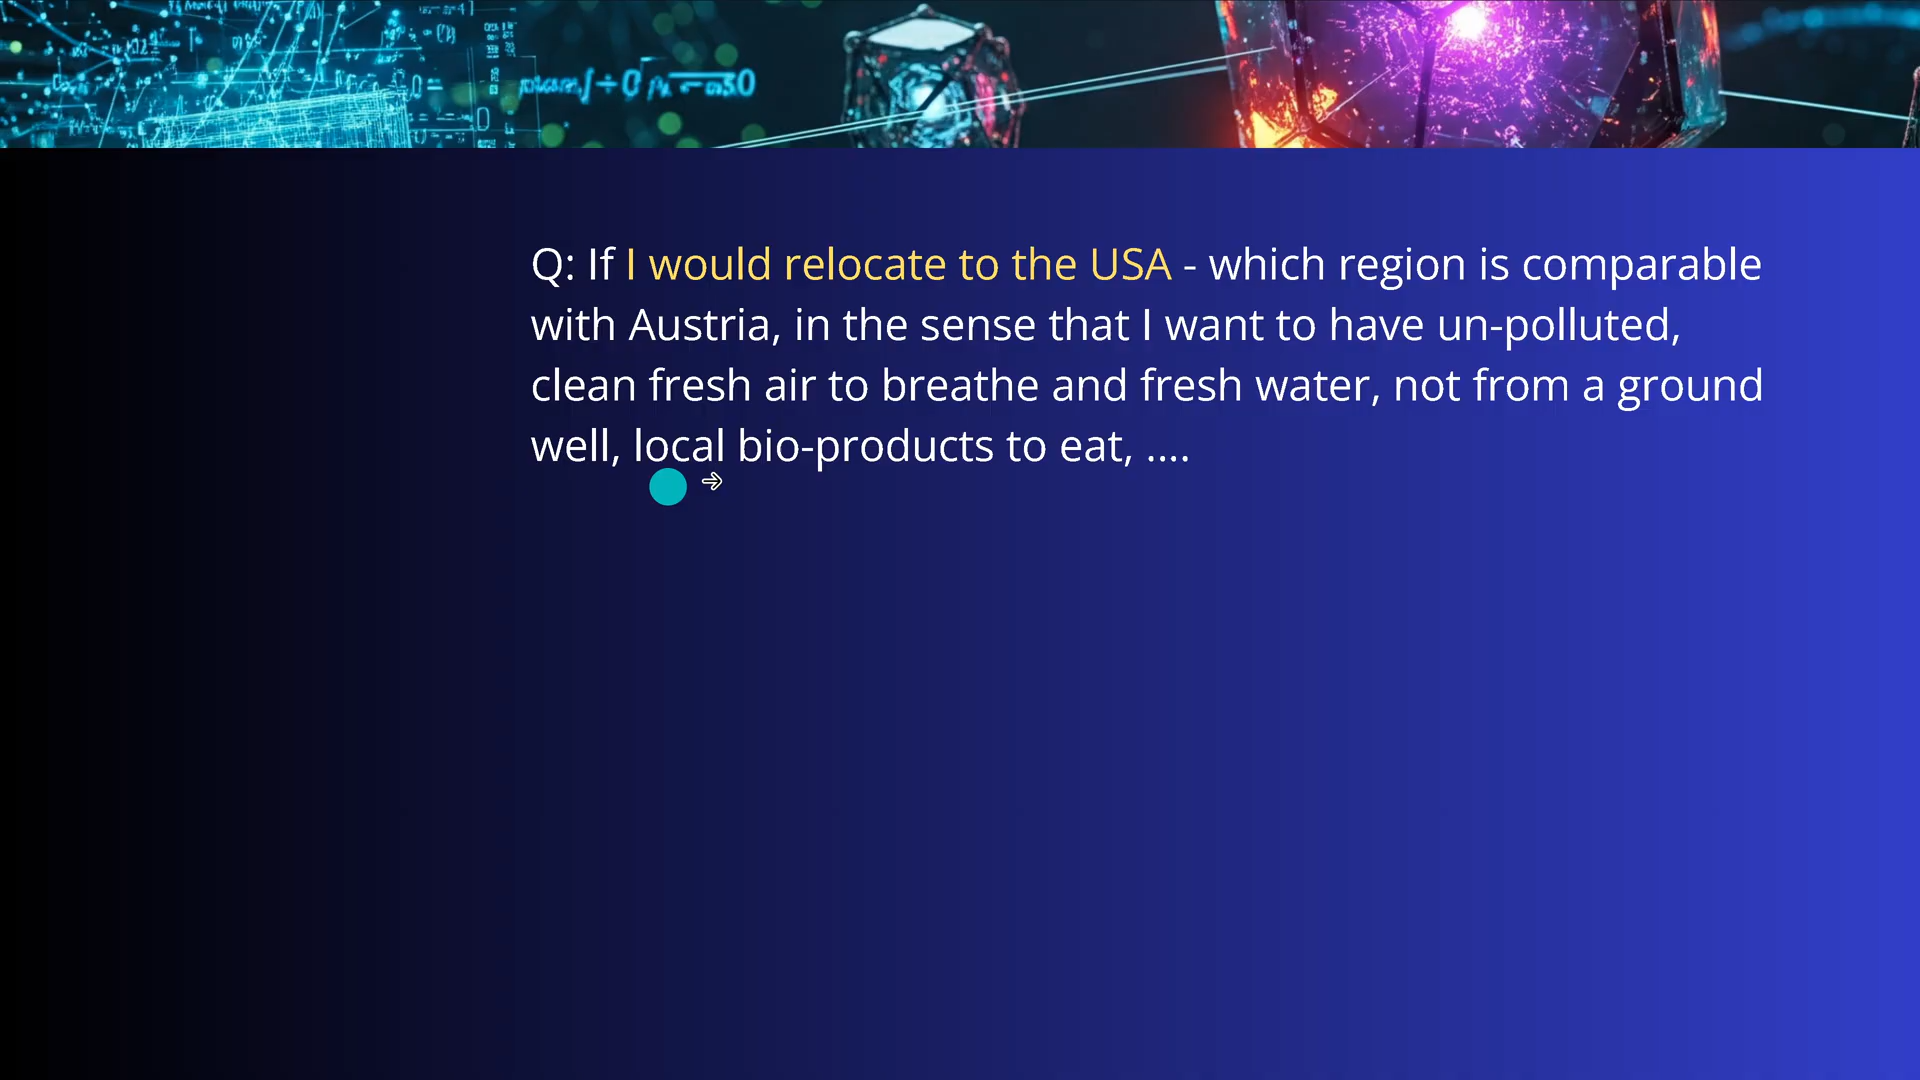 Q: If I would relocate to the USA - which region is comparable
with Austria, in the sense that I want to have un-polluted,
clean fresh air to breathe and fresh water, not from a ground
well, local bio-products to eat, ....